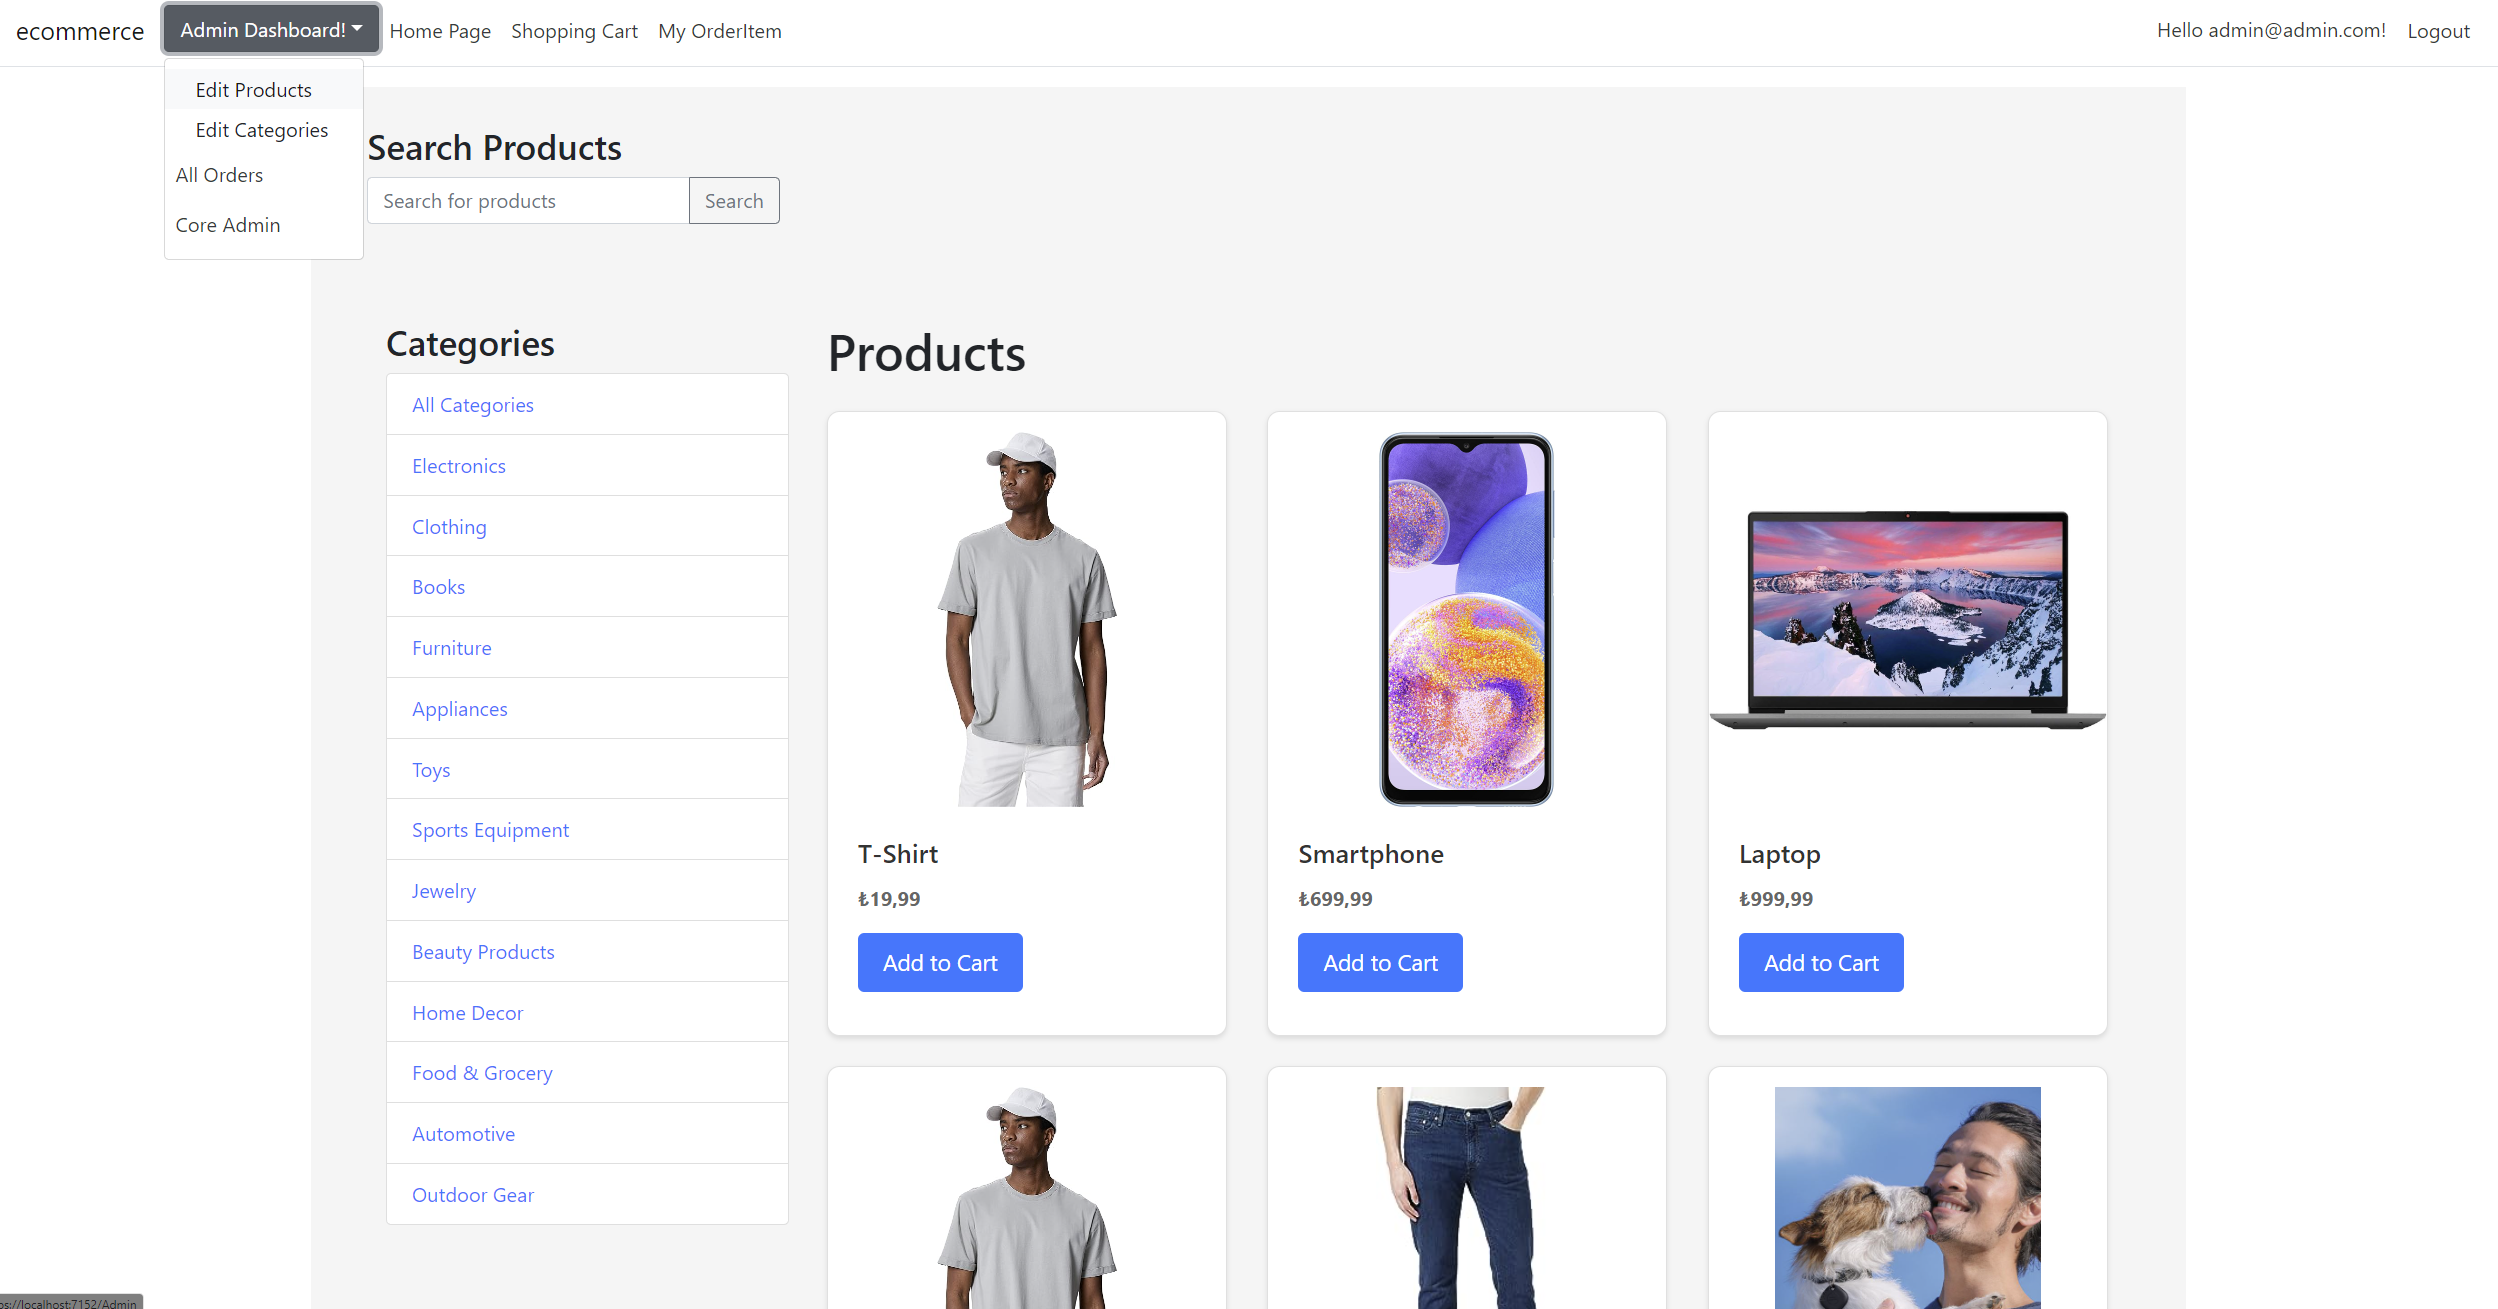 ecommerce Admin Dashboard! Home Page Shopping Cart My OrderItem Hello admin@admin.com! Logout
Edit Products
Edit Categories
All Orders
Core Admin
Search Products
Search for products Search
Categories
All Categories
Electronics
Clothing
Books
Furniture
Appliances
Toys
Sports Equipment
Jewelry
Beauty Products
Home Decor
Food & Grocery
Automotive
Outdoor Gear
Products
T-Shirt
₺19,99
Add to Cart
Smartphone
₺699,99
Add to Cart
Laptop
₺999,99
Add to Cart
ps://localhost:7152/Admin